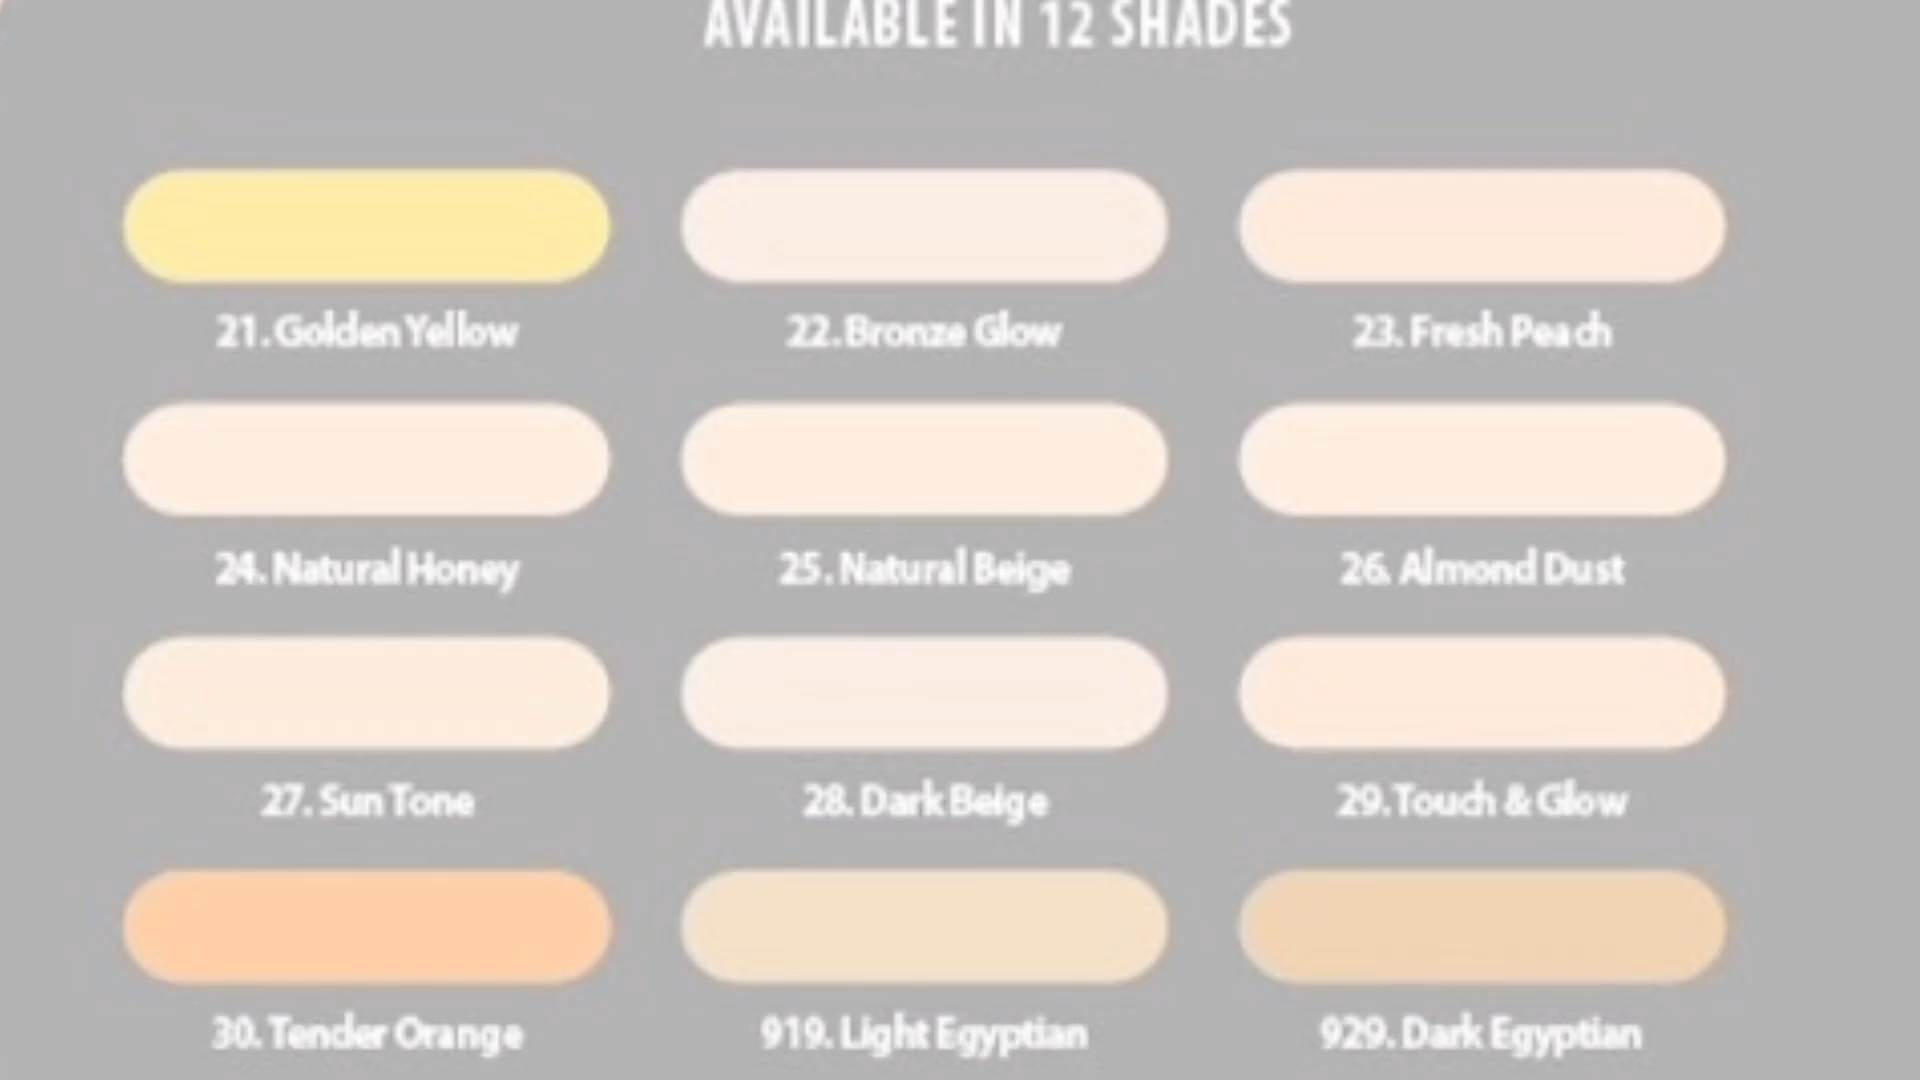 AVAILABLE IN 12 SHADES
21. Golden Yellow
22. Bronze Glow
23. Fresh Peach
24. Natural Honey
25. Natural Beige
26. Almond Dust
27. Sun Tone
28. Dark Beige
29. Touch & Glow
30. Tender Orange
919. Light Egyptian
929. Dark Egyptian